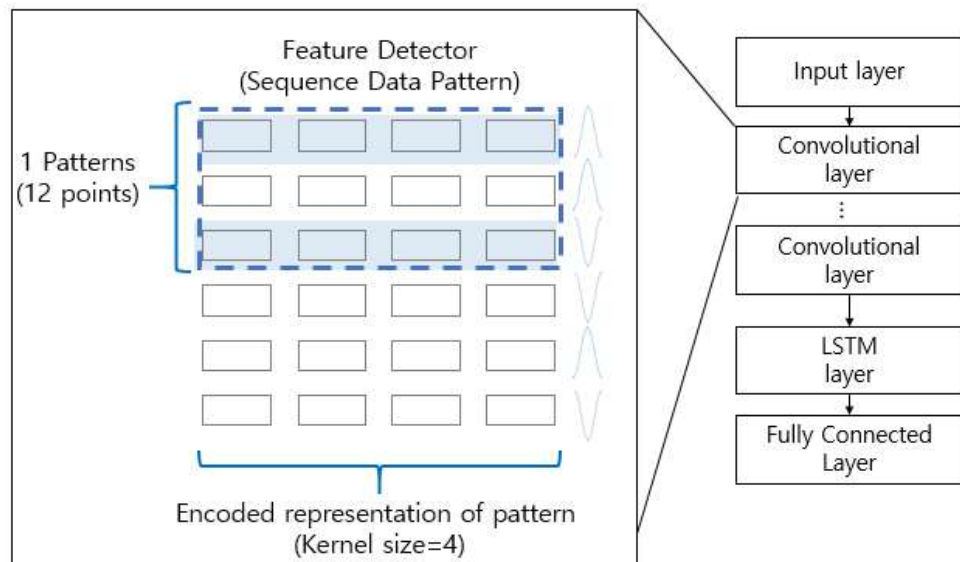 Feature Detector
(Sequence Data Pattern)
1 Patterns
(12 points)
Encoded representation of pattern
(Kernel size=4)
Input layer
Convolutional
layer
⋮
Convolutional
layer
LSTM
layer
Fully Connected
Layer